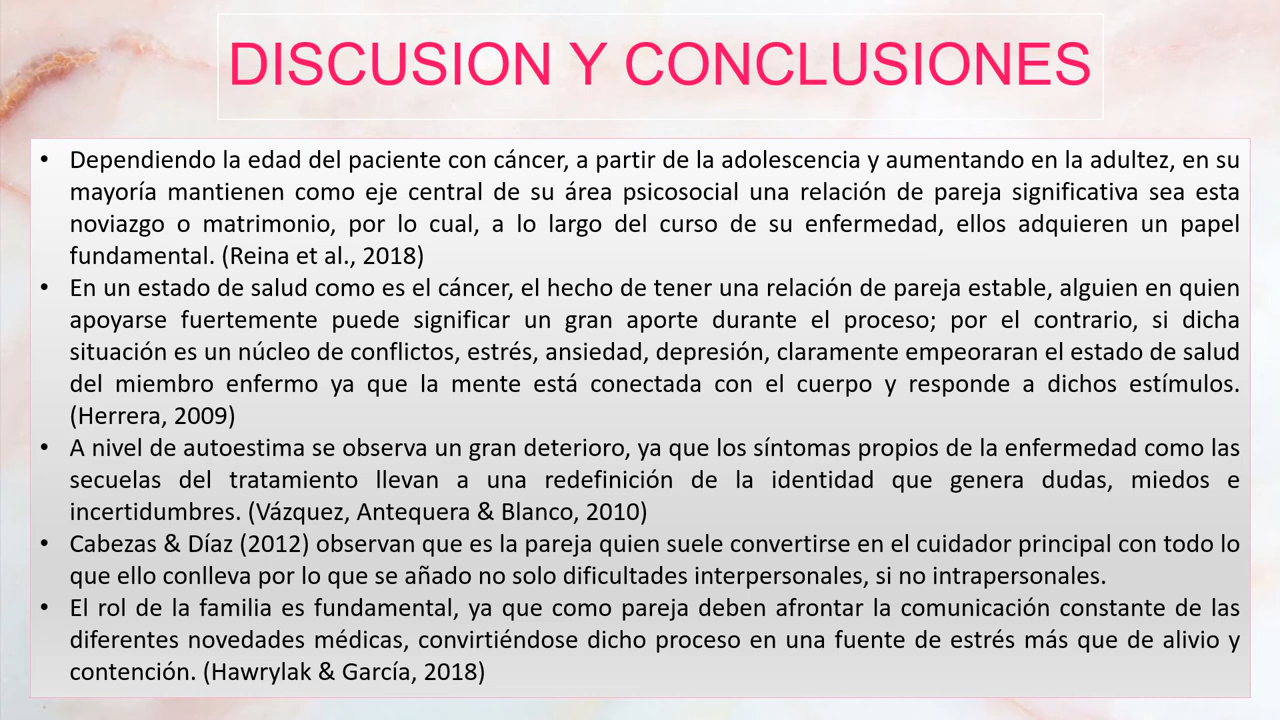 DISCUSION Y CONCLUSIONES
• Dependiendo la edad del paciente con cáncer, a partir de la adolescencia y aumentando en la adultez, en su
mayoría mantienen como eje central de su área psicosocial una relación de pareja significativa sea esta
noviazgo o matrimonio, por lo cual, a lo largo del curso de su enfermedad, ellos adquieren un papel
fundamental. (Reina et al., 2018)
• En un estado de salud como es el cáncer, el hecho de tener una relación de pareja estable, alguien en quien
apoyarse fuertemente puede significar un gran aporte durante el proceso; por el contrario, si dicha
situación es un núcleo de conflictos, estrés, ansiedad, depresión, claramente empeoraran el estado de salud
del miembro enfermo ya que la mente está conectada con el cuerpo y responde a dichos estímulos.
(Herrera, 2009)
• A nivel de autoestima se observa un gran deterioro, ya que los síntomas propios de la enfermedad como las
secuelas del tratamiento llevan a una redefinición de la identidad que genera dudas, miedos e
incertidumbres. (Vázquez, Antequera & Blanco, 2010)
• Cabezas & Díaz (2012) observan que es la pareja quien suele convertirse en el cuidador principal con todo lo
que ello conlleva por lo que se añado no solo dificultades interpersonales, si no intrapersonales.
• El rol de la familia es fundamental, ya que como pareja deben afrontar la comunicación constante de las
diferentes novedades médicas, convirtiéndose dicho proceso en una fuente de estrés más que de alivio y
contención. (Hawrylak & García, 2018)